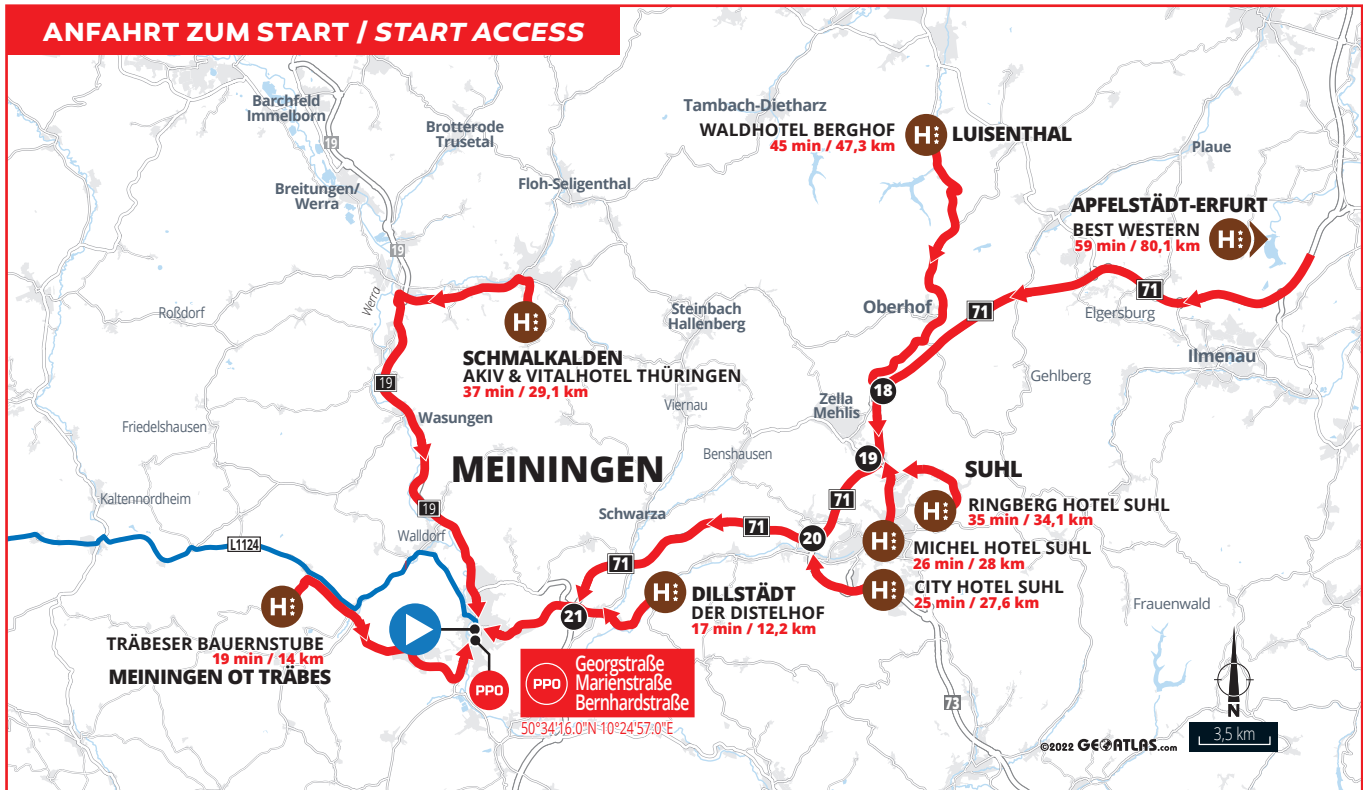 ANFAHRT ZUM START / START ACCESS
Barchfeld
Immelborn
19
Brotterode
Trusetal
Tambach-Dietharz
WALDHOTEL BERGHOF
45 min / 47,3 km
H
LUISENTHAL
Plaue
Breitungen/
Werra
Floh-Seligenthal
19
APFELSTÄDT-ERFURT
BEST WESTERN
59 min / 80,1 km
H
Werra
Roßdorf
H
Steinbach
Hallenberg
Oberhof
71
71
Elgersburg
Ilmenau
SCHMALKALDEN
AKIV & VITALHOTEL THÜRINGEN
37 min / 29,1 km
19
Wasungen
Viernau
Zella
Mehlis
18
Gehlberg
Friedelshausen
MEININGEN
Benshausen
19
SUHL
Kaltennordheim
19
Schwarza
71
71
H
RINGBERG HOTEL SUHL
35 min / 34,1 km
Walldorf
L1124
20
H
MICHEL HOTEL SUHL
26 min / 28 km
71
H
CITY HOTEL SUHL
25 min / 27,6 km
H
DILLSTÄDT
DER DISTELHOF
17 min / 12,2 km
21
Frauenwald
H
TRÄBESER BAUERNSTUBE
19 min / 14 km
MEININGEN OT TRÄBES
PPO
PPO
Georgstraße
Marienstraße
Bernhardstraße
50°34'16.0"N 10°24'57.0"E
73
N
3,5 km
©2022 GEOATLAS.com